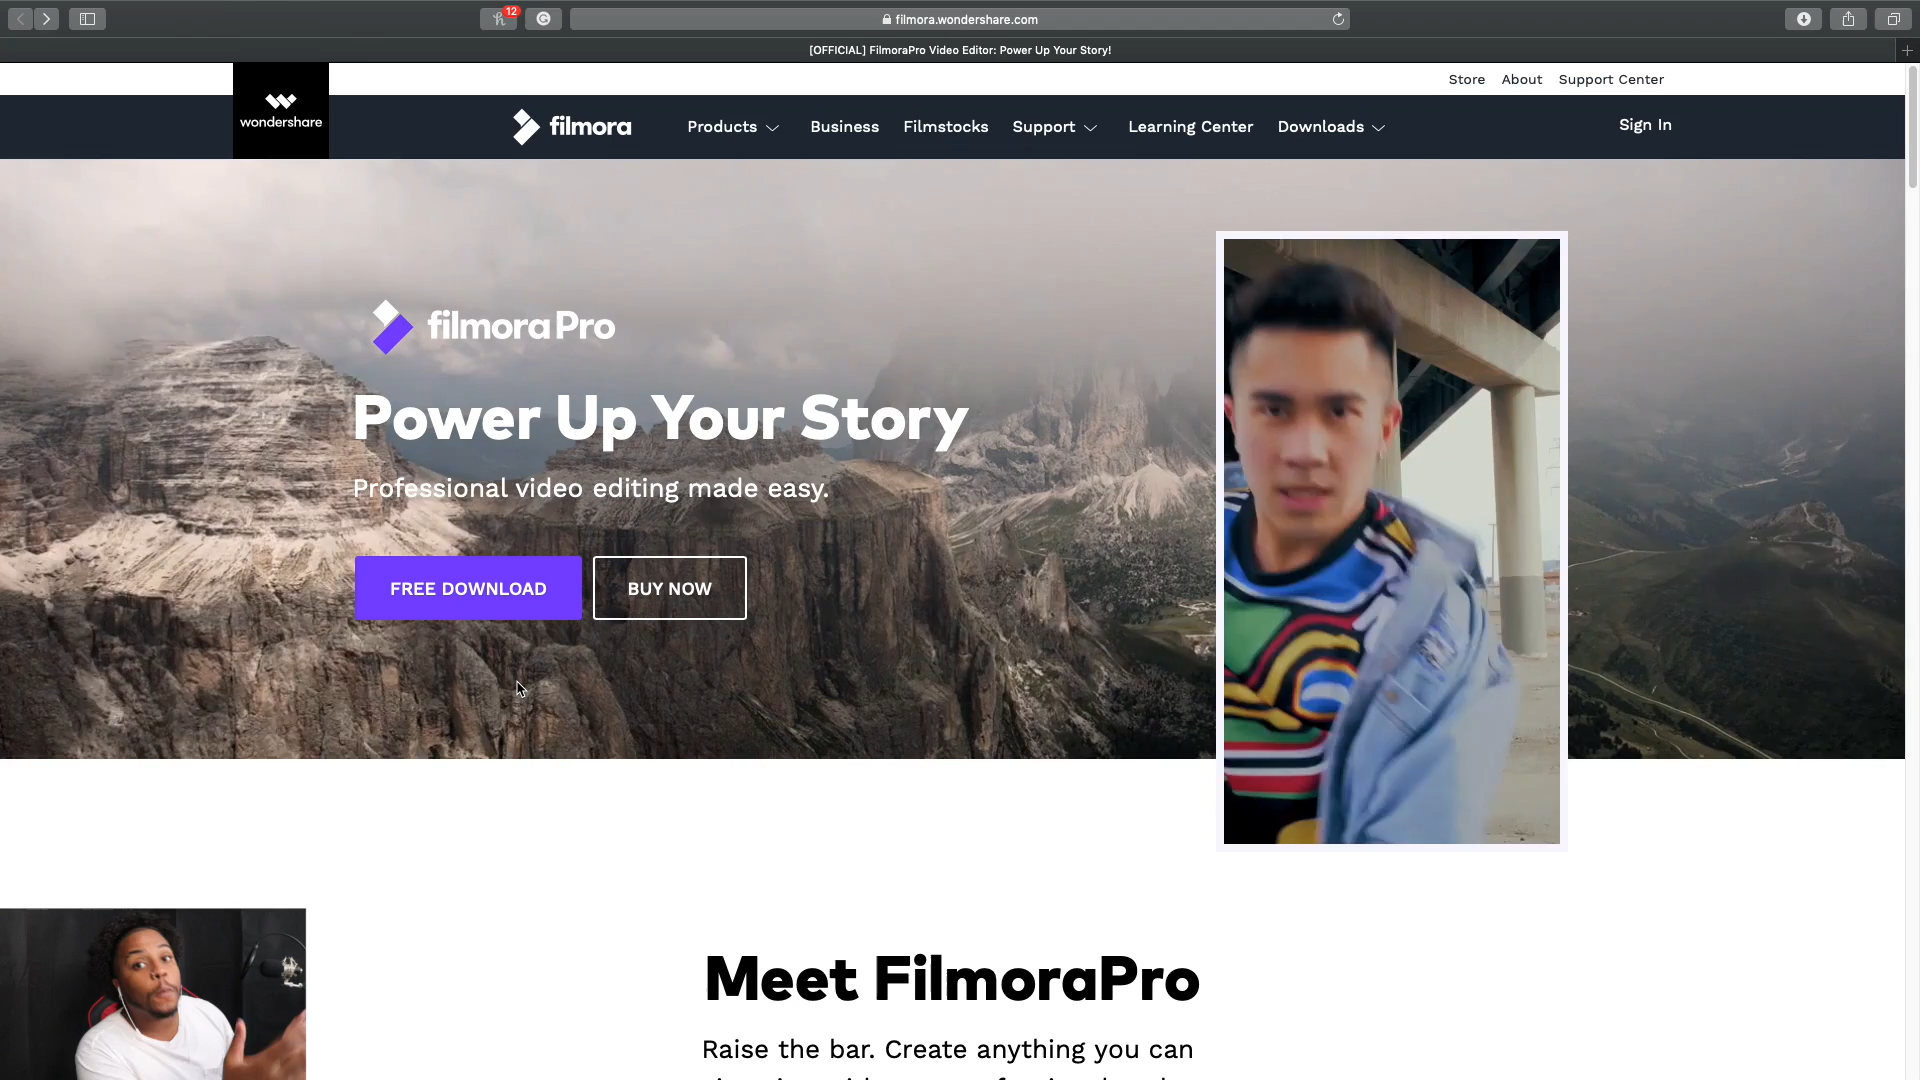 12
filmora.wondershare.com
[OFFICIAL] FilmoraPro Video Editor: Power Up Your Story!
Store About Support Center
wondershare
filmora Products Business Filmstocks Support Learning Center Downloads Sign In
filmora Pro
Power Up Your Story
Professional video editing made easy.
FREE DOWNLOAD BUY NOW
Meet FilmoraPro
Raise the bar. Create anything you can